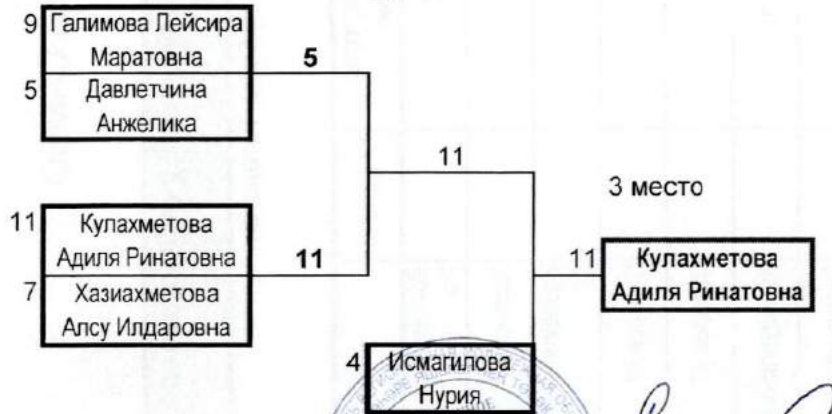 9 Галимова Лейсира
Маратовна
5
5 Давлетчина
Анжелика
11
3 место
11 Кулахметова
Адиля Ринатовна
11
7 Хазиахметова
Алсу Илдаровна
11 Кулахметова
Адиля Ринатовна
4 Исмагилова
Нурия